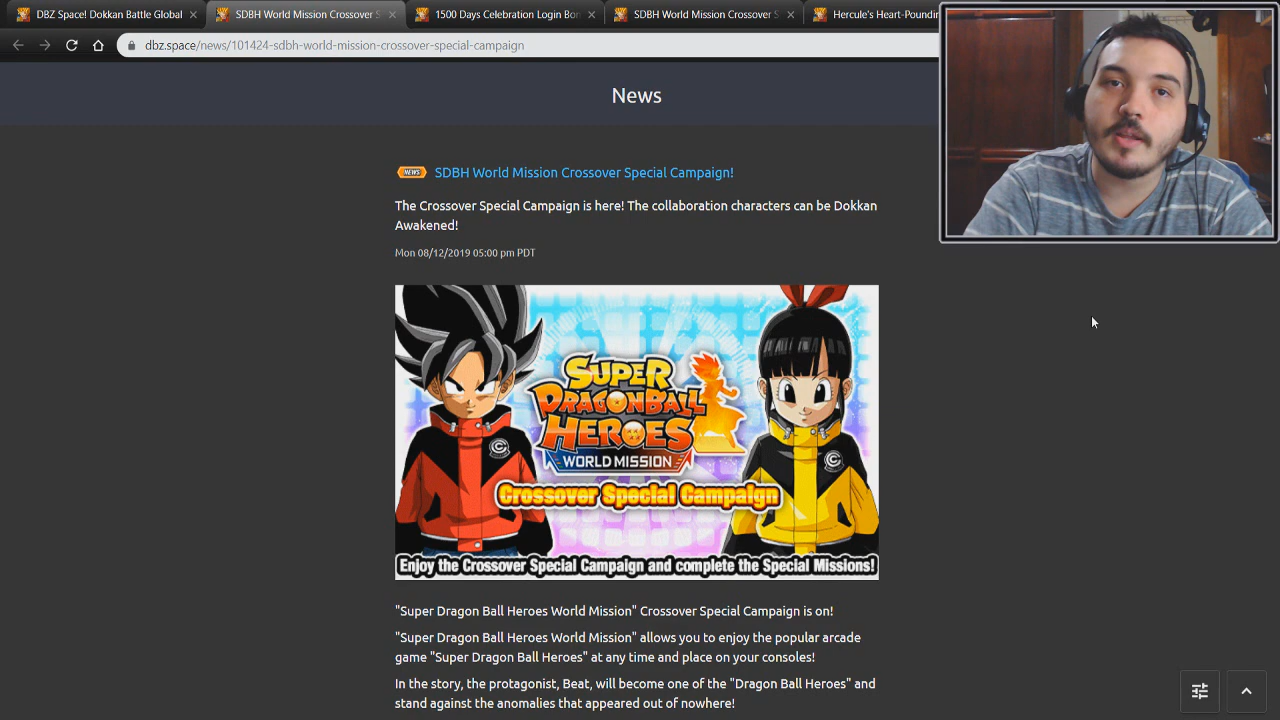 DBZ Space! Dokkan Battle Global
SDBH World Mission Crossover S
1500 Days Celebration Login Bon
SDBH World Mission Crossover S
Hercule's Heart-Pounding
dbz.space/news/101424-sdbh-world-mission-crossover-special-campaign
News
NEWS SDBH World Mission Crossover Special Campaign!
The Crossover Special Campaign is here! The collaboration characters can be Dokkan
Awakened!
Mon 08/12/2019 05:00 pm PDT
SUPER
DRAGON BALL
HEROES
WORLD MISSION
Crossover Special Campaign
Enjoy the Crossover Special Campaign and complete the Special Missions!
"Super Dragon Ball Heroes World Mission" Crossover Special Campaign is on!
"Super Dragon Ball Heroes World Mission" allows you to enjoy the popular arcade
game "Super Dragon Ball Heroes" at any time and place on your consoles!
In the story, the protagonist, Beat, will become one of the "Dragon Ball Heroes" and
stand against the anomalies that appeared out of nowhere!